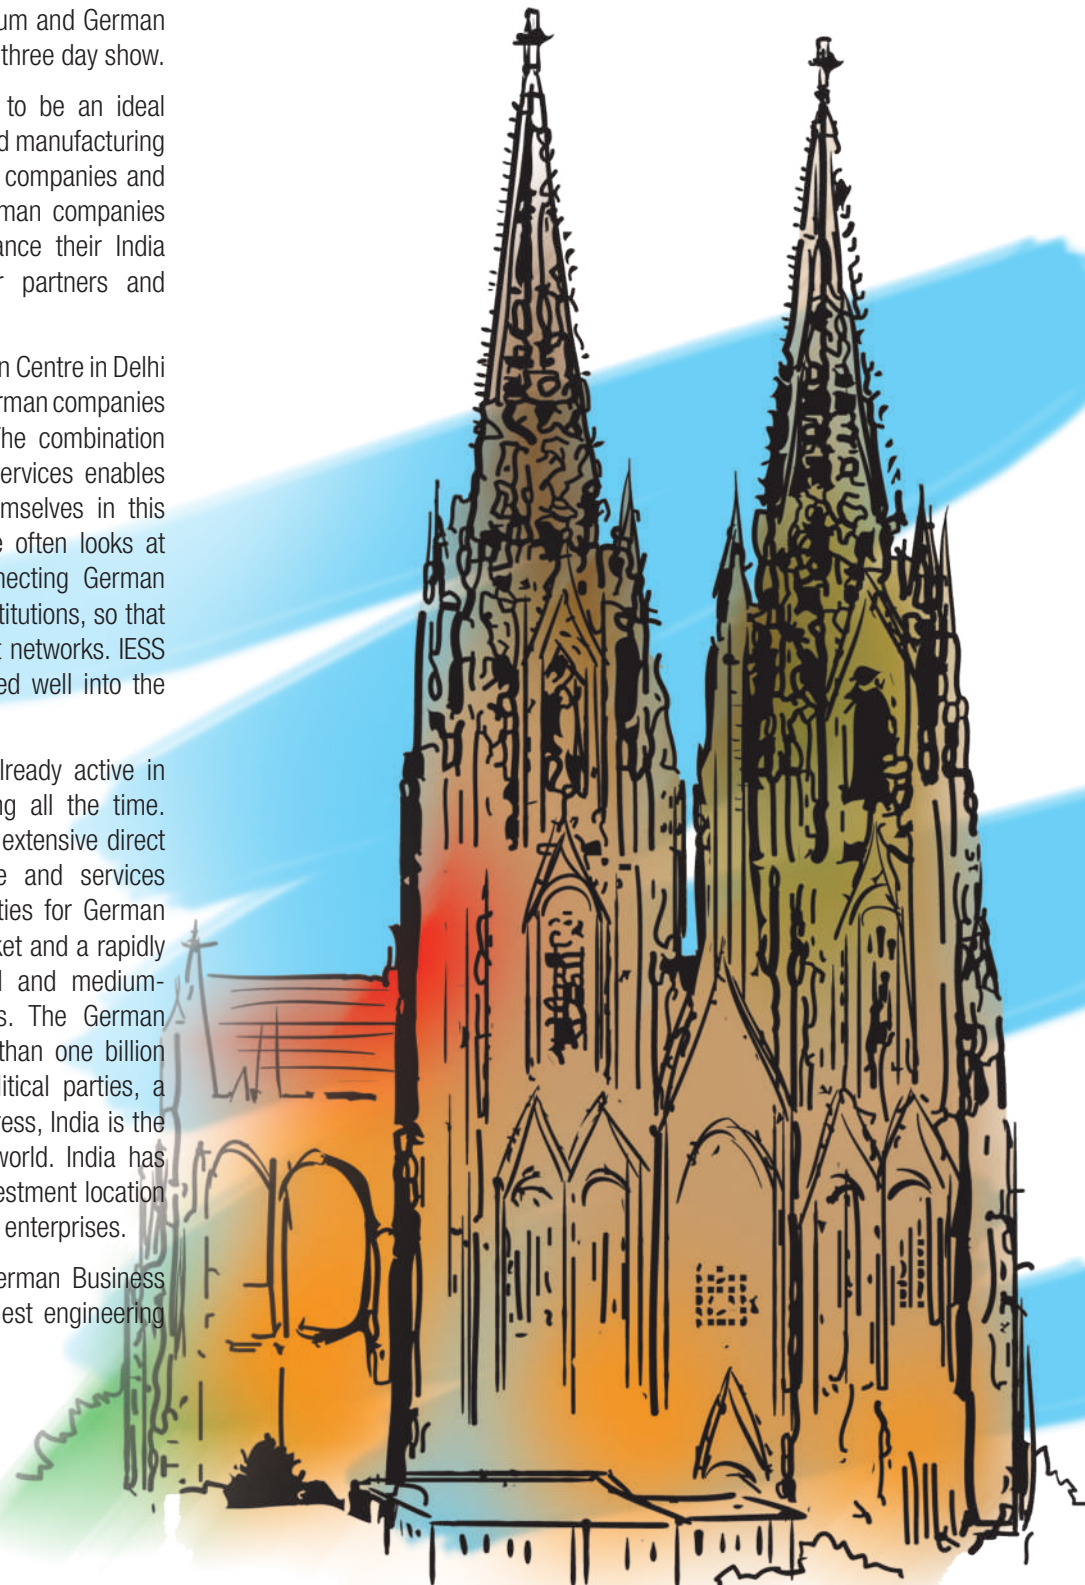 um and German
three day show.
to be an ideal
d manufacturing
companies and
man companies
ance their India
r partners and
n Centre in Delhi
rman companies
he combination
ervices enables
mselves in this
e often looks at
necting German
stitutions, so that
t networks. IESS
ed well into the
lready active in
ng all the time.
extensive direct
e and services
ties for German
ket and a rapidly
l and medium-
s. The German
than one billion
litical parties, a
ress, India is the
world. India has
estment location
enterprises.
erman Business
est engineering